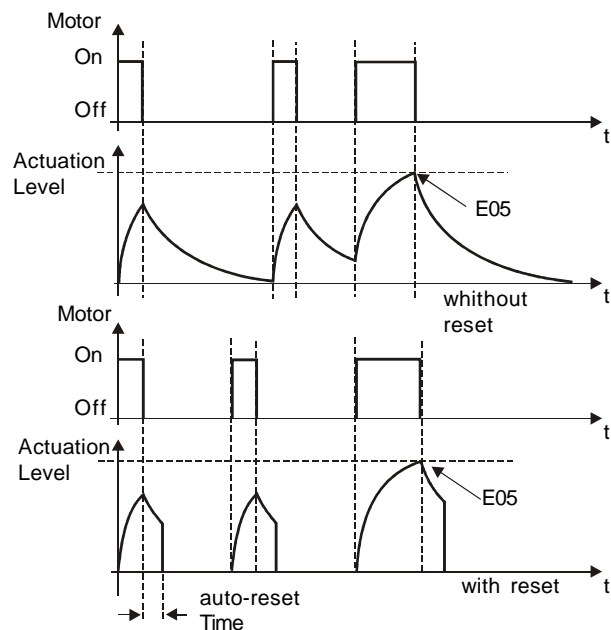 Motor
On
Off
t
Actuation
Level
E05
t
whithout
reset
Motor
On
Off
t
Actuation
Level
E05
t
with reset
auto-reset
Time